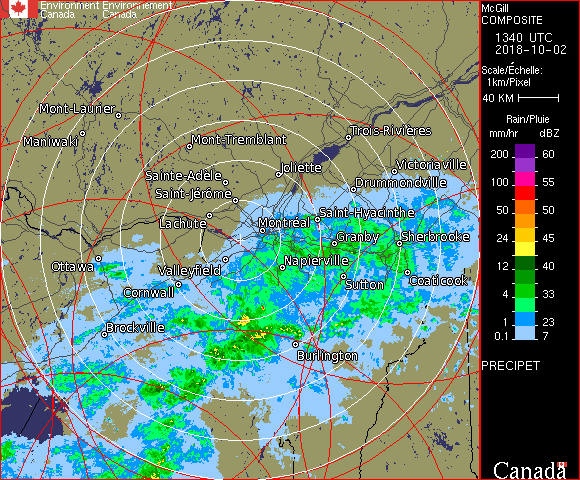 Environment Environnement
Canada Canada
McGill
COMPOSITE
1340 UTC
2018-10-02
Scale/Échelle:
1km/Pixel
40 KM
Rain/Pluie
mm/hr dBZ
200 60
100 55
50 50
24 45
12 40
4 33
1 23
0.1 7
PRECIPET
Canada
Mont-Laurier
Maniwaki
Mont-Tremblant
Trois-Rivières
Joliette
Victoriaville
Sainte-Adèle
Drummondville
Saint-Jérôme
Lachute
Saint-Hyacinthe
Montréal
Granby
Sherbrooke
Ottawa
Valleyfield
Napierville
Coaticook
Cornwall
Sutton
Brockville
Burlington